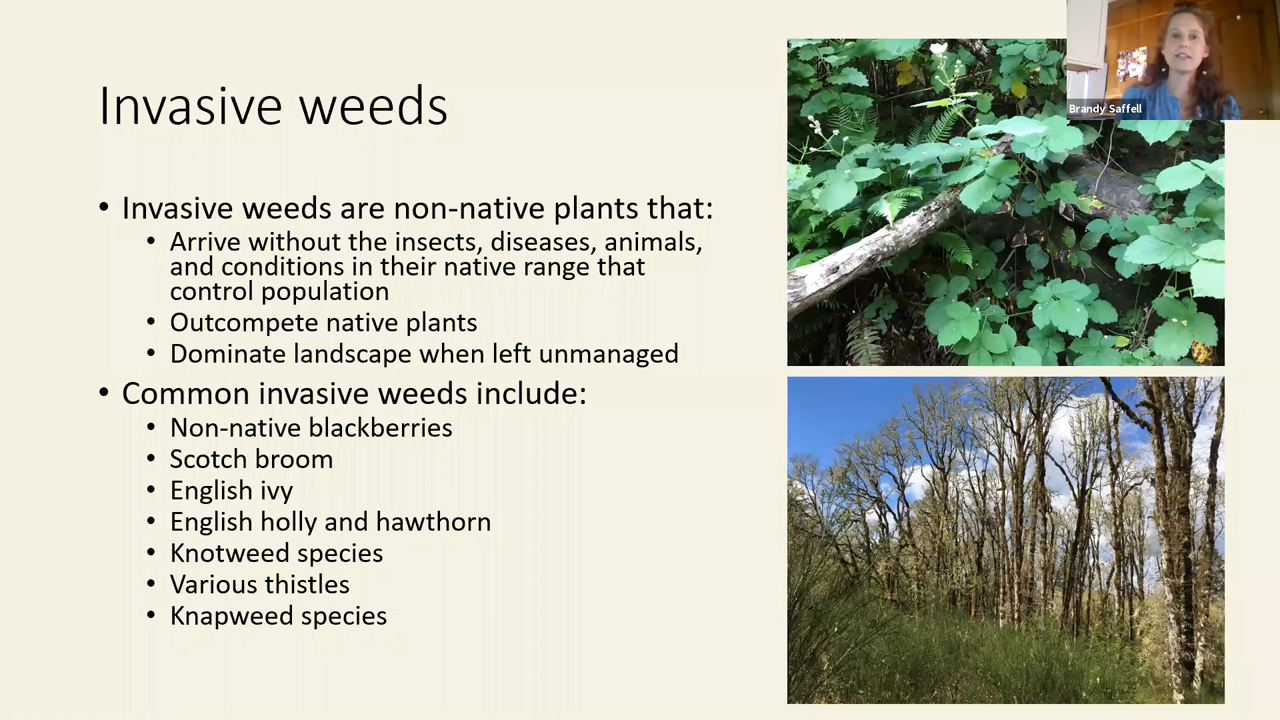 Brandy Saffell
Invasive weeds
• Invasive weeds are non-native plants that:
• Arrive without the insects, diseases, animals,
and conditions in their native range that
control population
• Outcompete native plants
• Dominate landscape when left unmanaged
• Common invasive weeds include:
• Non-native blackberries
• Scotch broom
• English ivy
• English holly and hawthorn
• Knotweed species
• Various thistles
• Knapweed species